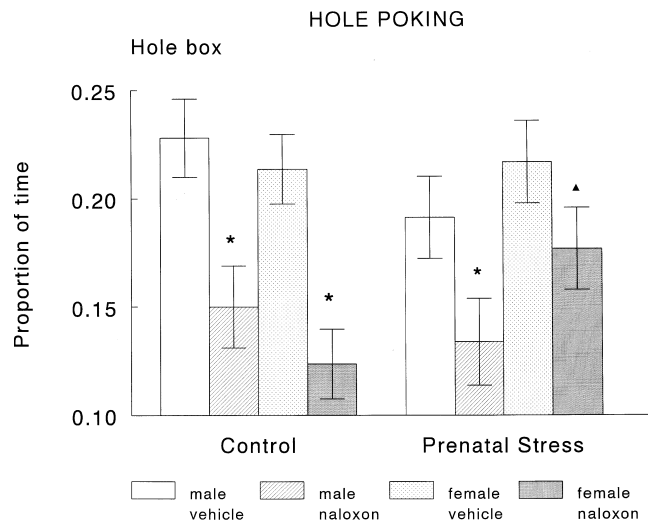 HOLE POKING
Hole box
Proportion of time
0.25
0.20
0.15
0.10
*
*
*
▲
Control Prenatal Stress
male male female female
vehicle naloxon vehicle naloxon